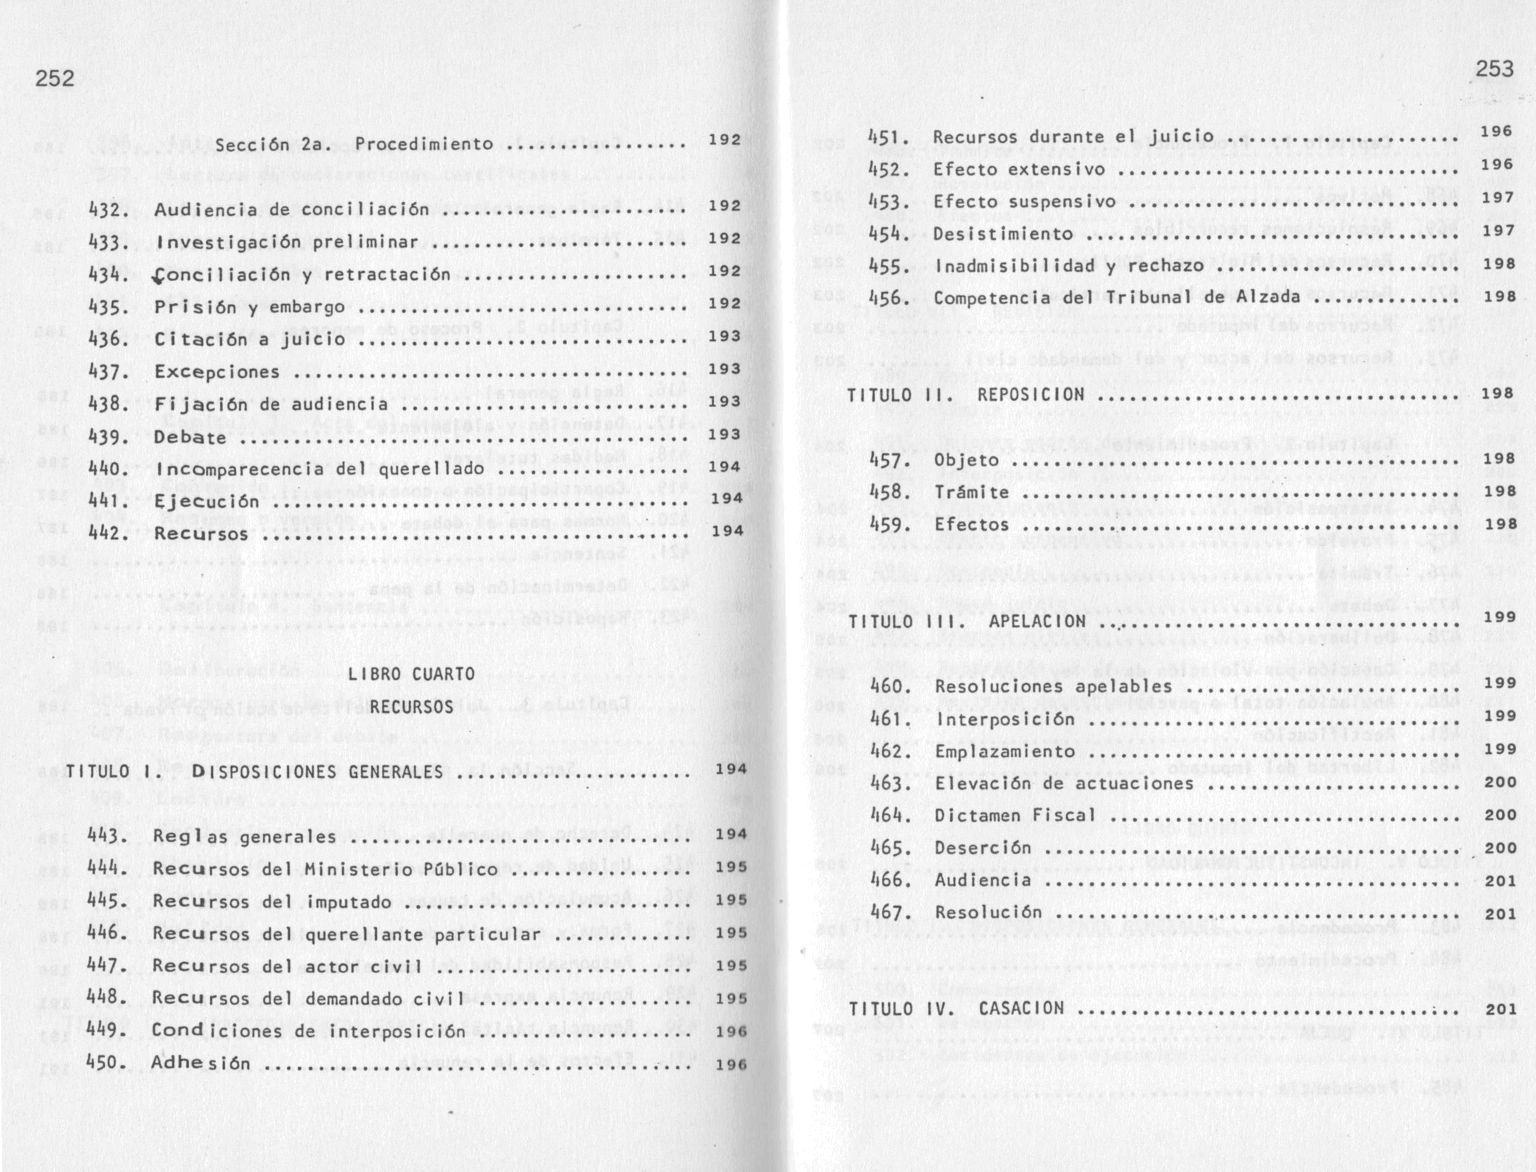 252
Sección 2a. Procedimiento ................. 192
432. Audiencia de conciliación ....................... 192
433. Investigación preliminar ........................ 192
434. Conciliación y retractación ..................... 192
435. Prisión y embargo ............................... 192
436. Citación a juicio ............................... 193
437. Excepciones ..................................... 193
438. Fijación de audiencia ........................... 193
439. Debate .......................................... 193
440. Incomparecencia del querellado .................. 194
441. Ejecución ....................................... 194
442. Recursos ........................................ 194
LIBRO CUARTO
RECURSOS
TITULO I. DISPOSICIONES GENERALES ...................... 194
443. Reglas generales ................................ 194
444. Recursos del Ministerio Público ................. 195
445. Recursos del imputado ........................... 195
446. Recursos del querellante particular ............. 195
447. Recursos del actor civil ........................ 195
448. Recursos del demandado civil .................... 195
449. Condiciones de interposición .................... 196
450. Adhesión ........................................ 196
253
451. Recursos durante el juicio ...................... 196
452. Efecto extensivo ................................ 196
453. Efecto suspensivo ............................... 197
454. Desistimiento ................................... 197
455. Inadmisibilidad y rechazo ....................... 198
456. Competencia del Tribunal de Alzada .............. 198
TITULO II. REPOSICION .................................. 198
457. Objeto .......................................... 198
458. Trámite ......................................... 198
459. Efectos ......................................... 198
TITULO III. APELACION .................................. 199
460. Resoluciones apelables .......................... 199
461. Interposición ................................... 199
462. Emplazamiento ................................... 199
463. Elevación de actuaciones ........................ 200
464. Dictamen Fiscal ................................. 200
465. Deserción ....................................... 200
466. Audiencia ....................................... 201
467. Resolución ...................................... 201
TITULO IV. CASACION .................................... 201